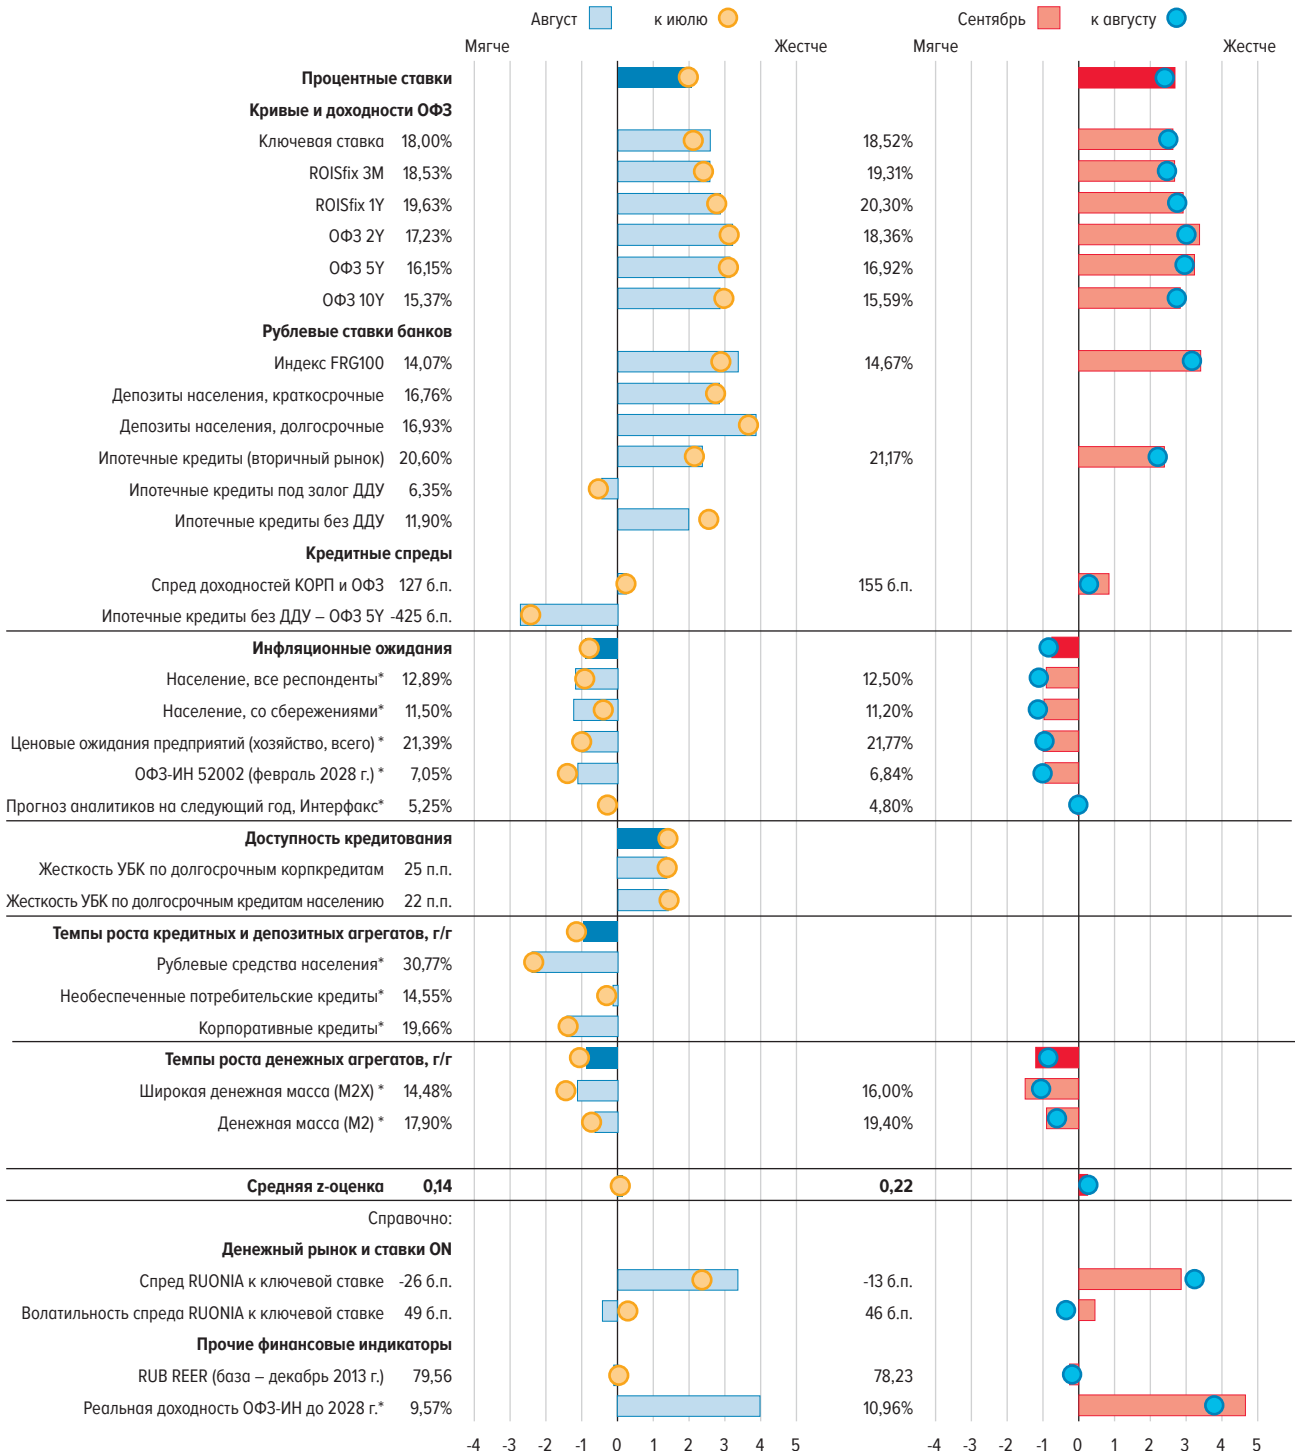 Август к июлю Сентябрь к августу
Мягче Жестче Мягче Жестче
Процентные ставки
Кривые и доходности ОФЗ
Ключевая ставка 18,00% 18,52%
ROISfix 3M 18,53% 19,31%
ROISfix 1Y 19,63% 20,30%
ОФЗ 2Y 17,23% 18,36%
ОФЗ 5Y 16,15% 16,92%
ОФЗ 10Y 15,37% 15,59%
Рублевые ставки банков
Индекс FRG100 14,07% 14,67%
Депозиты населения, краткосрочные 16,76%
Депозиты населения, долгосрочные 16,93%
Ипотечные кредиты (вторичный рынок) 20,60% 21,17%
Ипотечные кредиты под залог ДДУ 6,35%
Ипотечные кредиты без ДДУ 11,90%
Кредитные спреды
Спред доходностей КОРП и ОФЗ 127 б.п. 155 б.п.
Ипотечные кредиты без ДДУ – ОФЗ 5Y -425 б.п.
Инфляционные ожидания
Население, все респонденты* 12,89% 12,50%
Население, со сбережениями* 11,50% 11,20%
Ценовые ожидания предприятий (хозяйство, всего) * 21,39% 21,77%
ОФЗ-ИН 52002 (февраль 2028 г.) * 7,05% 6,84%
Прогноз аналитиков на следующий год, Интерфакс* 5,25% 4,80%
Доступность кредитования
Жесткость УБК по долгосрочным корпкредитам 25 п.п.
Жесткость УБК по долгосрочным кредитам населению 22 п.п.
Темпы роста кредитных и депозитных агрегатов, г/г
Рублевые средства населения* 30,77%
Необеспеченные потребительские кредиты* 14,55%
Корпоративные кредиты* 19,66%
Темпы роста денежных агрегатов, г/г
Широкая денежная масса (М2Х) * 14,48% 16,00%
Денежная масса (М2) * 17,90% 19,40%
Средняя z-оценка 0,14 0,22
Справочно:
Денежный рынок и ставки ON
Спред RUONIA к ключевой ставке -26 б.п. -13 б.п.
Волатильность спреда RUONIA к ключевой ставке 49 б.п. 46 б.п.
Прочие финансовые индикаторы
RUB REER (база – декабрь 2013 г.) 79,56 78,23
Реальная доходность ОФЗ-ИН до 2028 г.* 9,57% 10,96%
-4 -3 -2 -1 0 1 2 3 4 5 -4 -3 -2 -1 0 1 2 3 4 5